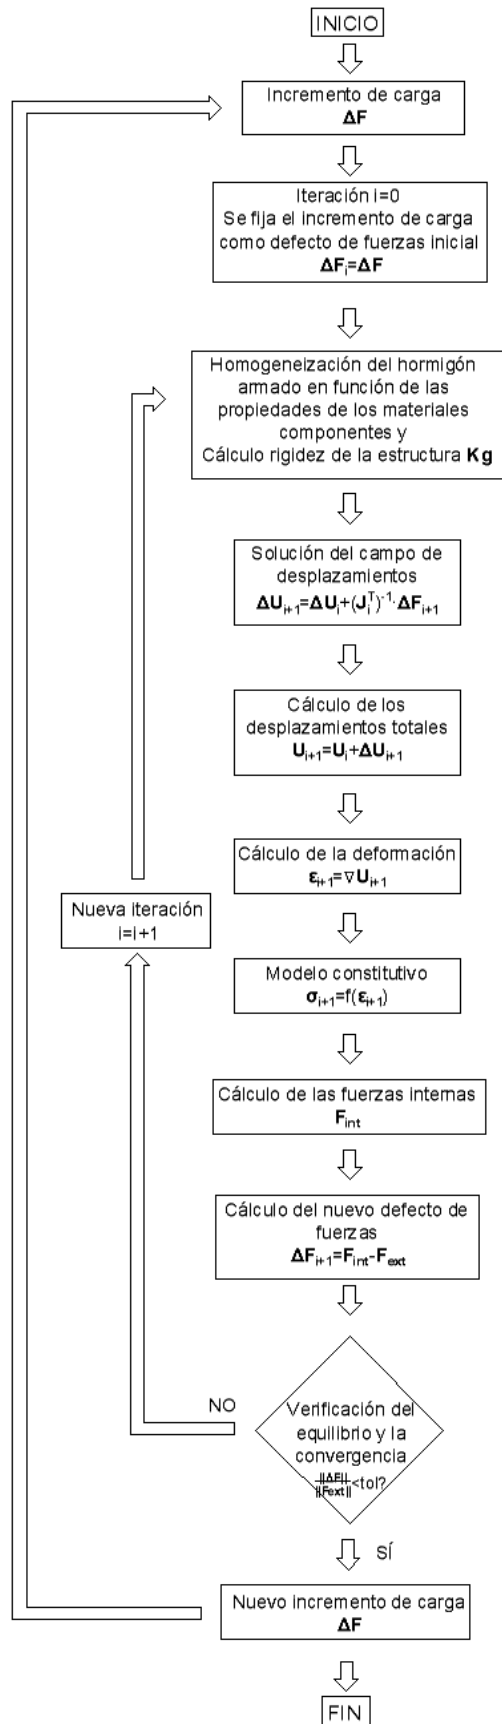 INICIO
Incremento de carga
ΔF
Iteración i=0
Se fija el incremento de carga
como defecto de fuerzas inicial
ΔFᵢ=ΔF
Homogeneización del hormigón
armado en función de las
propiedades de los materiales
componentes y
Cálculo rigidez de la estructura Kg
Solución del campo de
desplazamientos
ΔUᵢ₊₁=ΔUᵢ+(Jᵢᵀ)⁻¹·ΔFᵢ₊₁
Cálculo de los
desplazamientos totales
Uᵢ₊₁=Uᵢ+ΔUᵢ₊₁
Cálculo de la deformación
εᵢ₊₁=∇Uᵢ₊₁
Nueva iteración
i=i+1
Modelo constitutivo
σᵢ₊₁=f(εᵢ₊₁)
Cálculo de las fuerzas internas
F_int
Cálculo del nuevo defecto de
fuerzas
ΔFᵢ₊₁=F_int-F_ext
NO
Verificación del
equilibrio y la
convergencia
||ΔF||/||Fext||<tol?
SÍ
Nuevo incremento de carga
ΔF
FIN